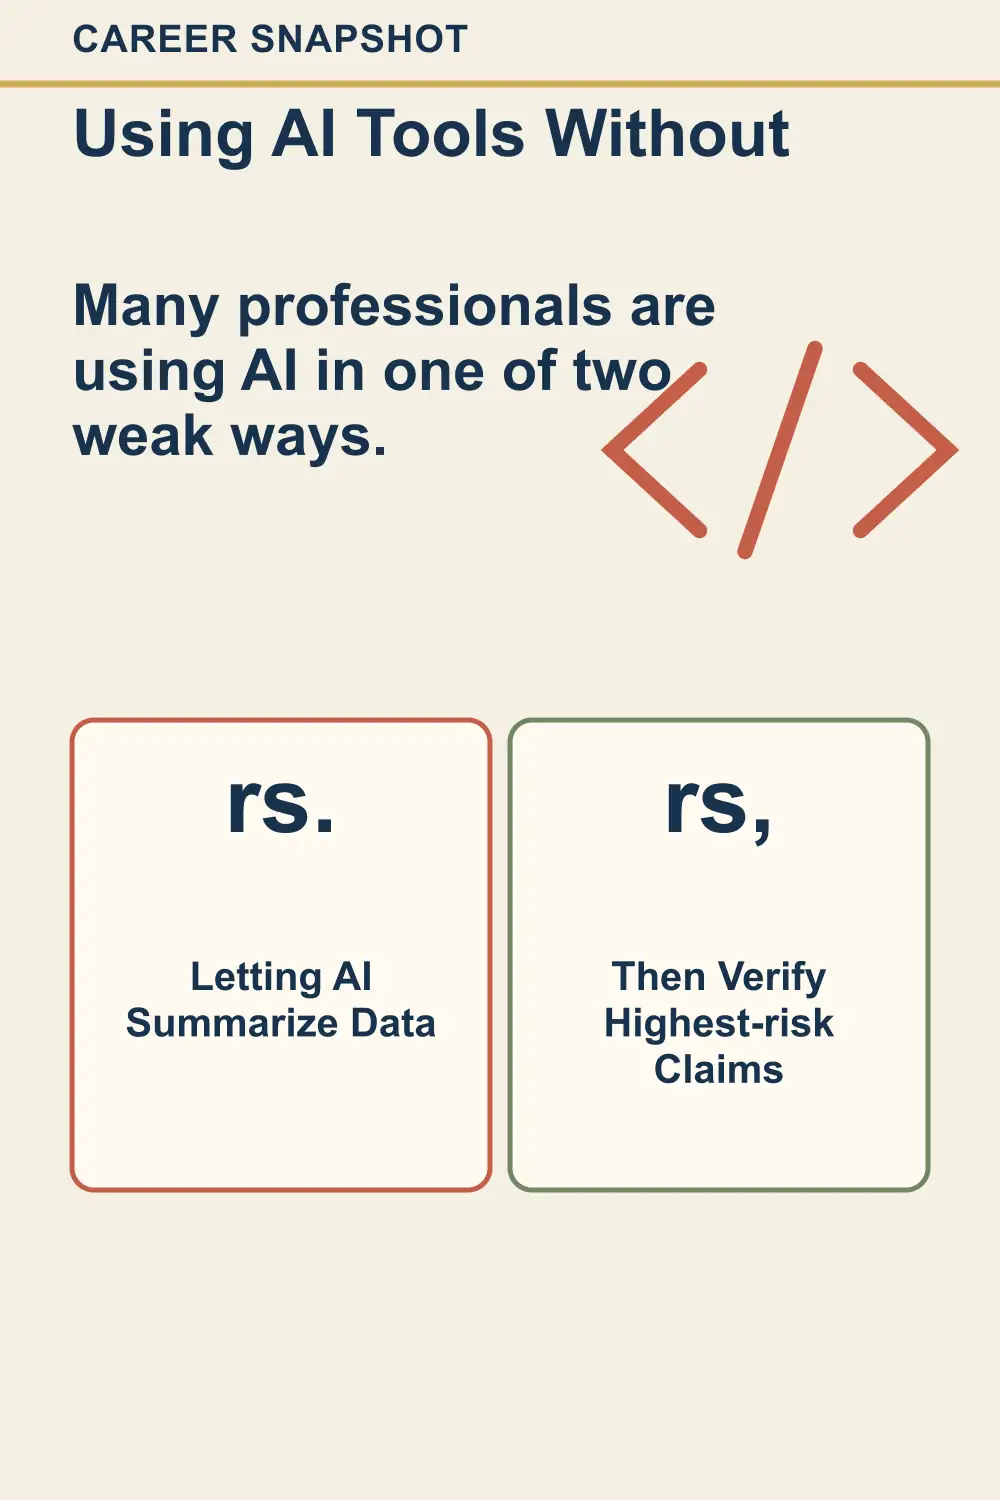 CAREER SNAPSHOT
Using AI Tools Without
Many professionals are
using AI in one of two
weak ways.
rs.
Letting AI
Summarize Data
rs,
Then Verify
Highest-risk
Claims